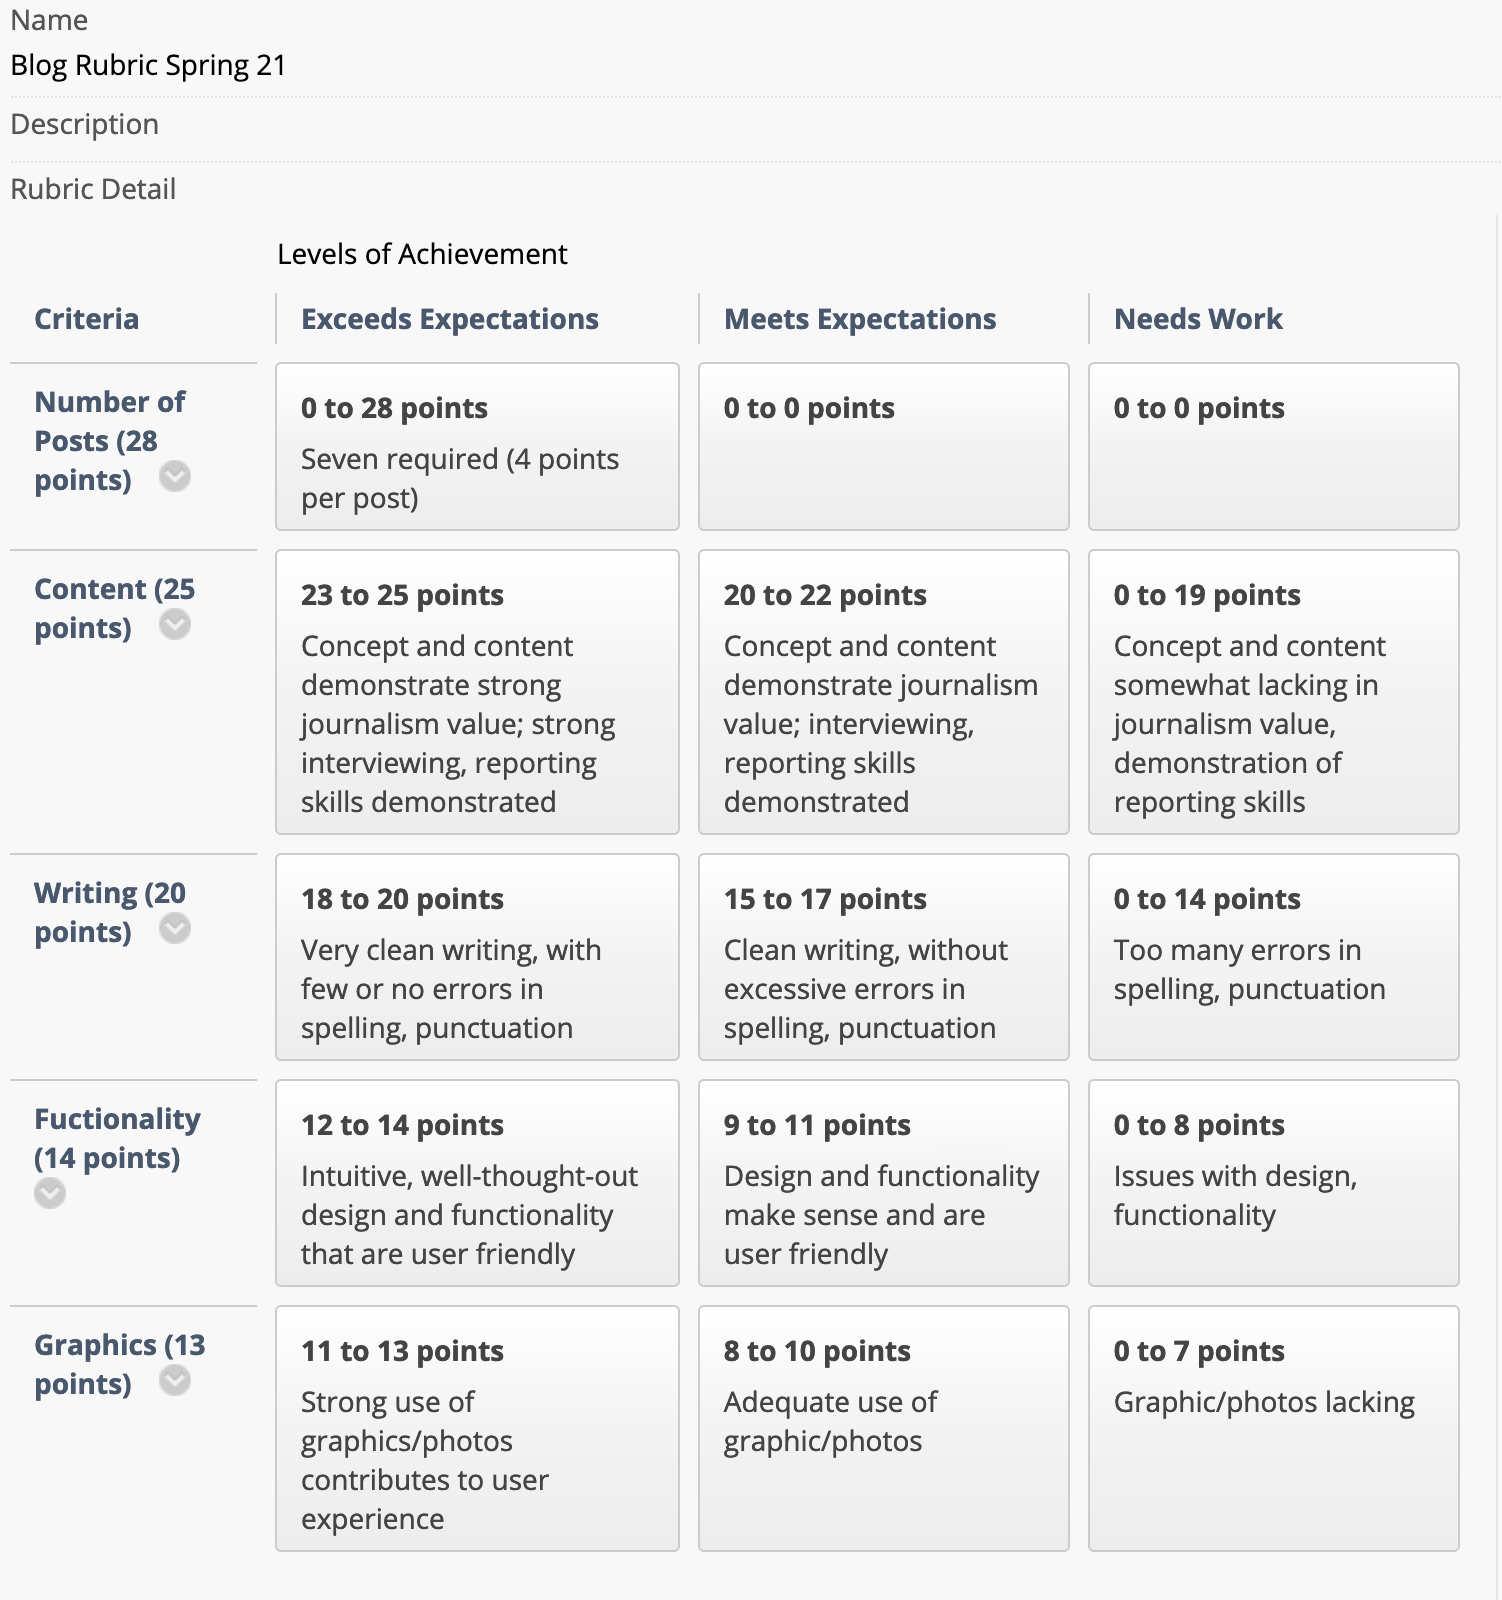 Name
Blog Rubric Spring 21
Description
Rubric Detail
Levels of Achievement
Criteria
Exceeds Expectations
Meets Expectations
Needs Work
Number of
Posts (28
points)
0 to 28 points
Seven required (4 points
per post)
0 to 0 points
0 to 0 points
Content (25
points)
23 to 25 points
Concept and content
demonstrate strong
journalism value; strong
interviewing, reporting
skills demonstrated
20 to 22 points
Concept and content
demonstrate journalism
value; interviewing,
reporting skills
demonstrated
0 to 19 points
Concept and content
somewhat lacking in
journalism value,
demonstration of
reporting skills
Writing (20
points)
18 to 20 points
Very clean writing, with
few or no errors in
spelling, punctuation
15 to 17 points
Clean writing, without
excessive errors in
spelling, punctuation
0 to 14 points
Too many errors in
spelling, punctuation
Fuctionality
(14 points)
12 to 14 points
Intuitive, well-thought-out
design and functionality
that are user friendly
9 to 11 points
Design and functionality
make sense and are
user friendly
0 to 8 points
Issues with design,
functionality
Graphics (13
points)
11 to 13 points
Strong use of
graphics/photos
contributes to user
experience
8 to 10 points
Adequate use of
graphic/photos
0 to 7 points
Graphic/photos lacking